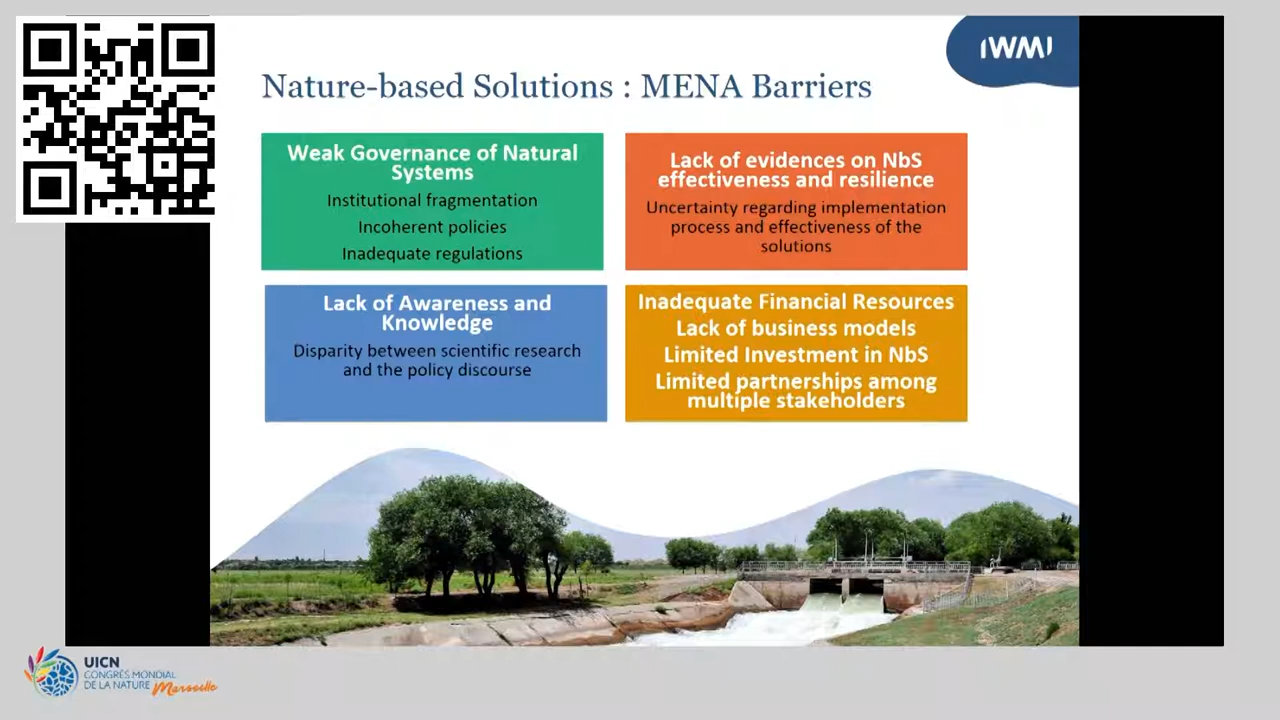 IWMI
Nature-based Solutions : MENA Barriers
Weak Governance of Natural
Systems
Institutional fragmentation
Incoherent policies
Inadequate regulations
Lack of evidences on NbS
effectiveness and resilience
Uncertainty regarding implementation
process and effectiveness of the
solutions
Lack of Awareness and
Knowledge
Disparity between scientific research
and the policy discourse
Inadequate Financial Resources
Lack of business models
Limited Investment in NbS
Limited partnerships among
multiple stakeholders
UICN
CONGRÈS MONDIAL
DE LA NATURE
Marseille